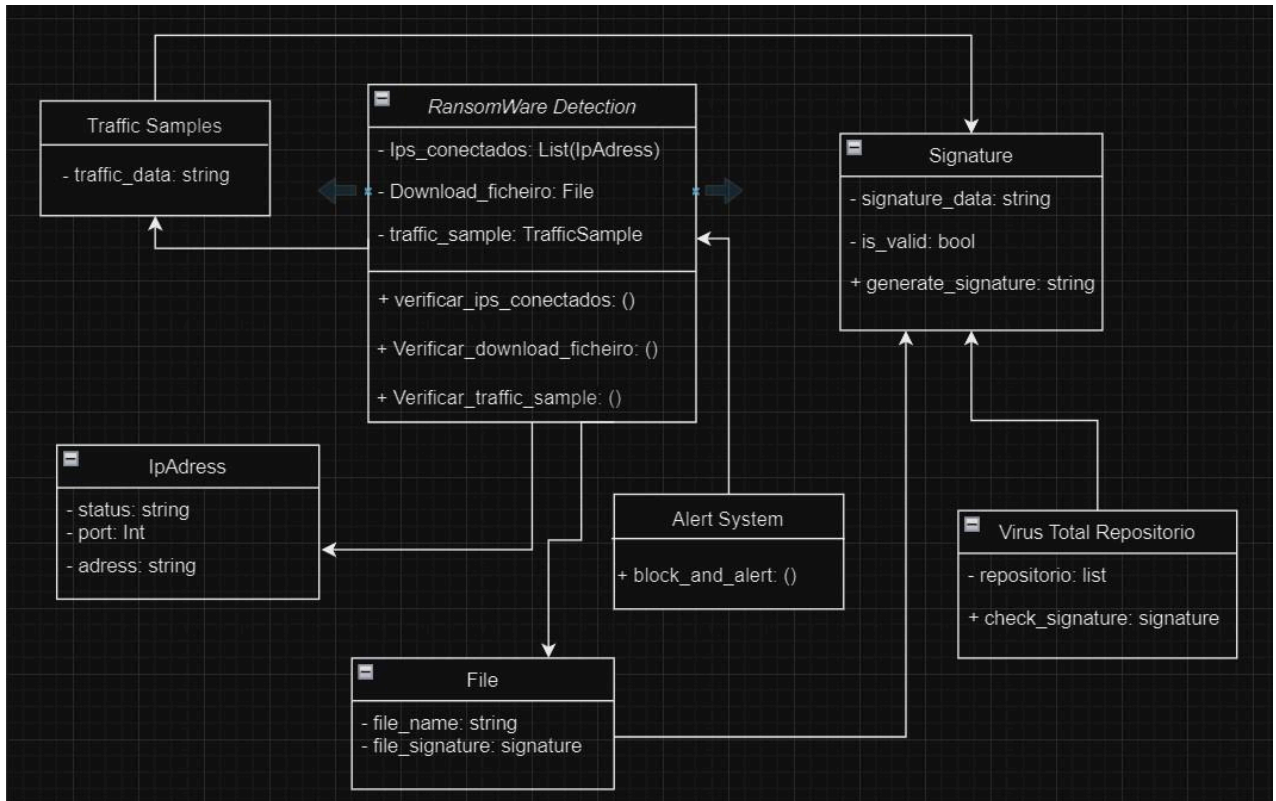 Traffic Samples
- traffic_data: string
RansomWare Detection
- Ips_conectados: List(IpAdress)
- Download_ficheiro: File
- traffic_sample: TrafficSample
+ verificar_ips_conectados: ()
+ Verificar_download_ficheiro: ()
+ Verificar_traffic_sample: ()
Signature
- signature_data: string
- is_valid: bool
+ generate_signature: string
IpAdress
- status: string
- port: Int
- adress: string
Alert System
+ block_and_alert: ()
Virus Total Repositorio
- repositorio: list
+ check_signature: signature
File
- file_name: string
- file_signature: signature